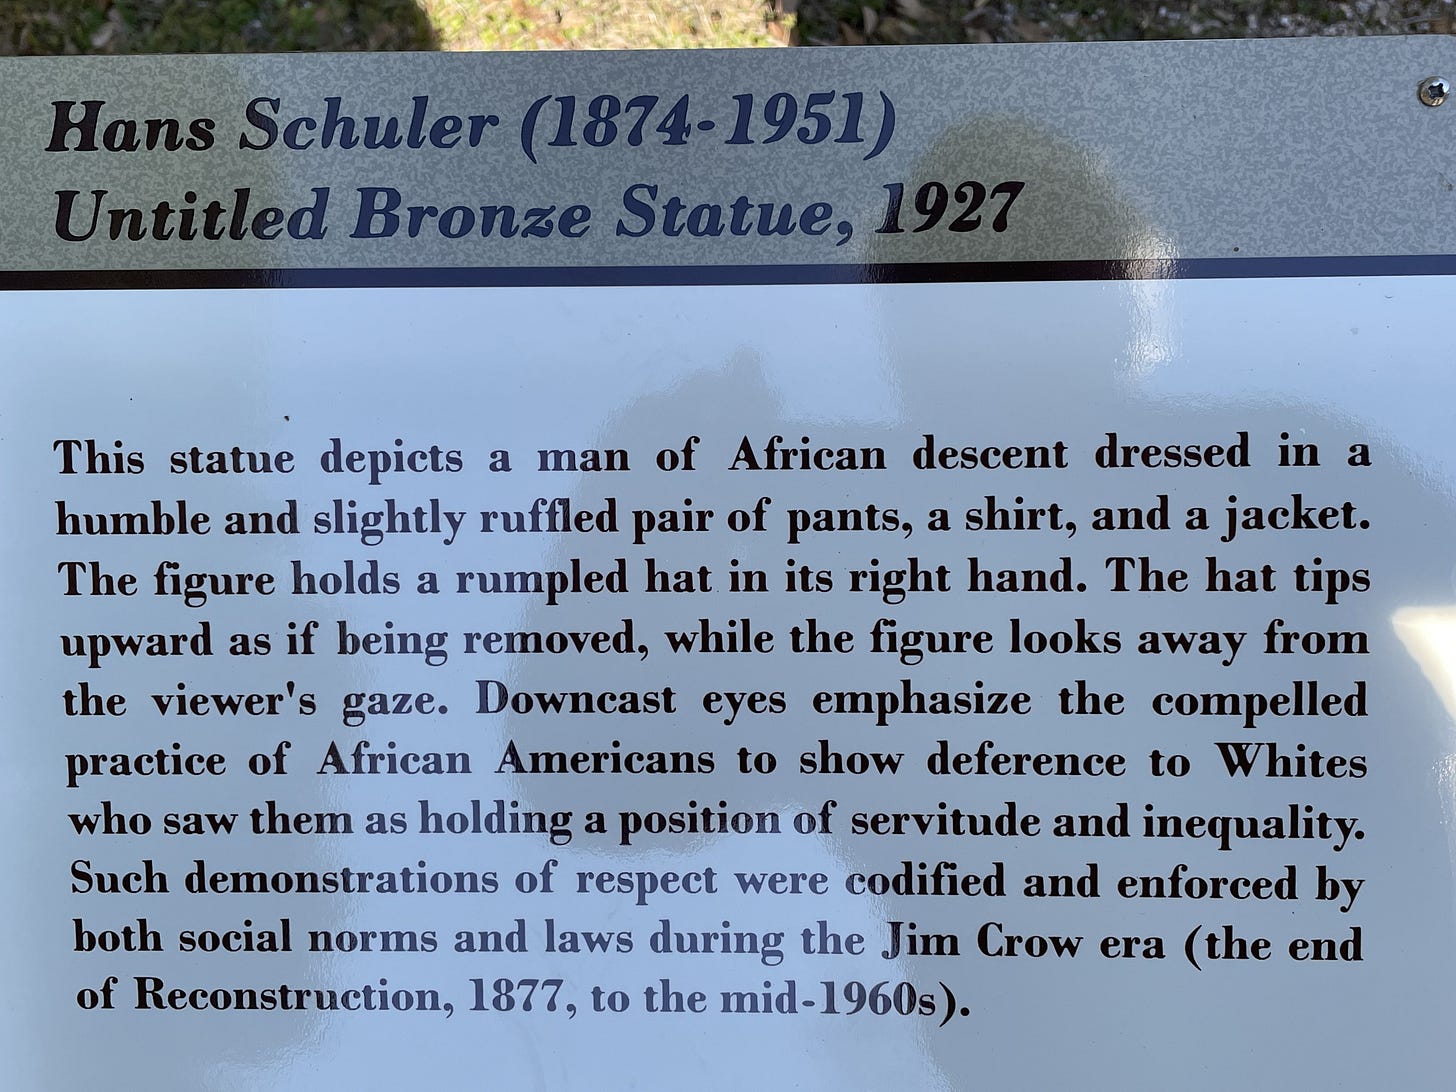 Hans Schuler (1874-1951)
Untitled Bronze Statue, 1927
This statue depicts a man of African descent dressed in a
humble and slightly ruffled pair of pants, a shirt, and a jacket.
The figure holds a rumpled hat in its right hand. The hat tips
upward as if being removed, while the figure looks away from
the viewer's gaze. Downcast eyes emphasize the compelled
practice of African Americans to show deference to Whites
who saw them as holding a position of servitude and inequality.
Such demonstrations of respect were codified and enforced by
both social norms and laws during the Jim Crow era (the end
of Reconstruction, 1877, to the mid-1960s).